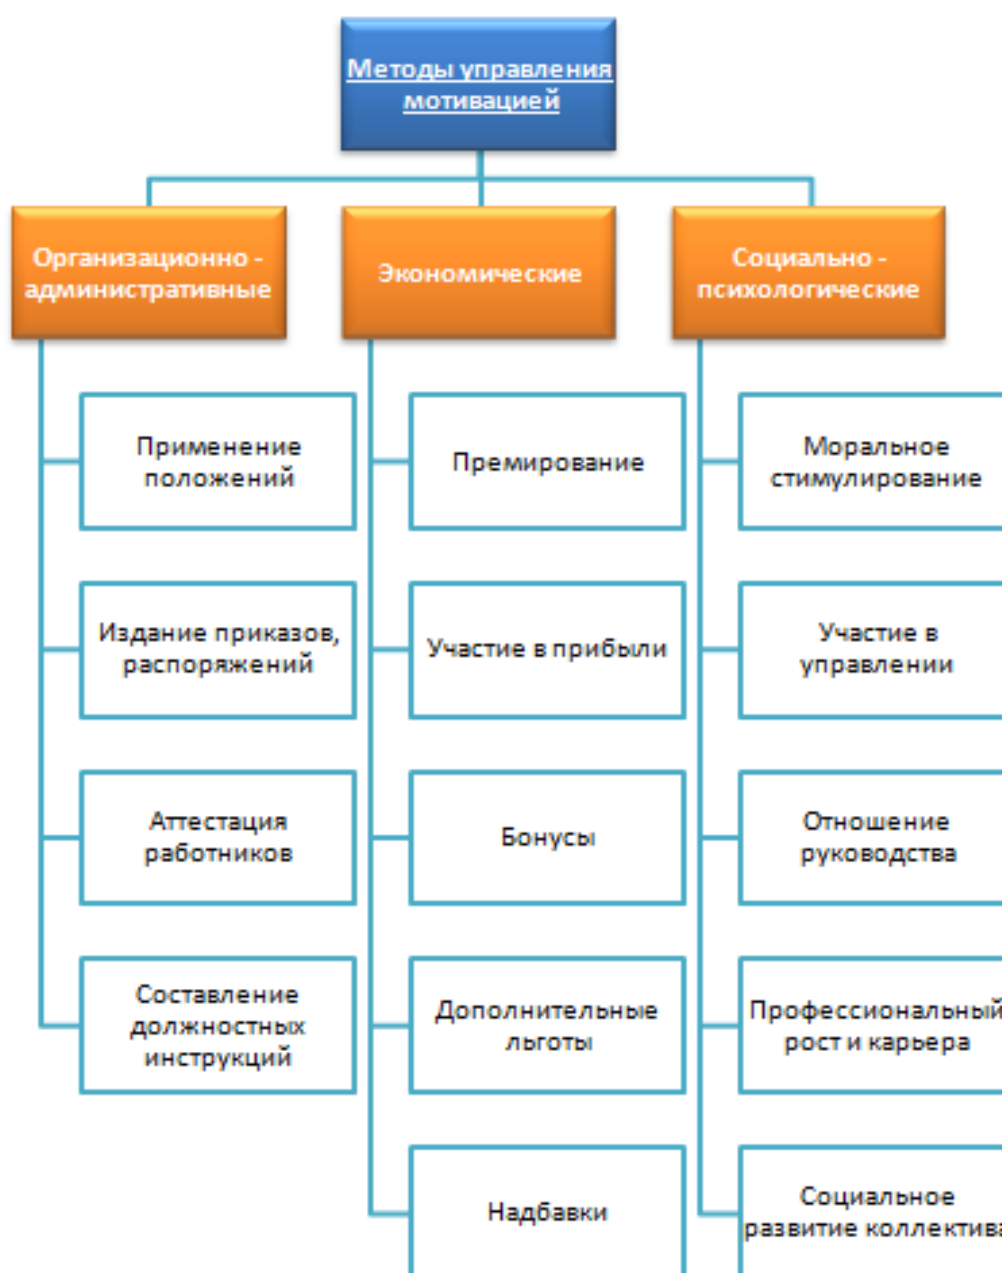 Методы управления
мотивацией
Организационно -
административные
Экономические
Социально -
психологические
Применение
положений
Премирование
Моральное
стимулирование
Издание приказов,
распоряжений
Участие в прибыли
Участие в
управлении
Аттестация
работников
Бонусы
Отношение
руководства
Составление
должностных
инструкций
Дополнительные
льготы
Профессиональный
рост и карьера
Надбавки
Социальное
развитие коллектива